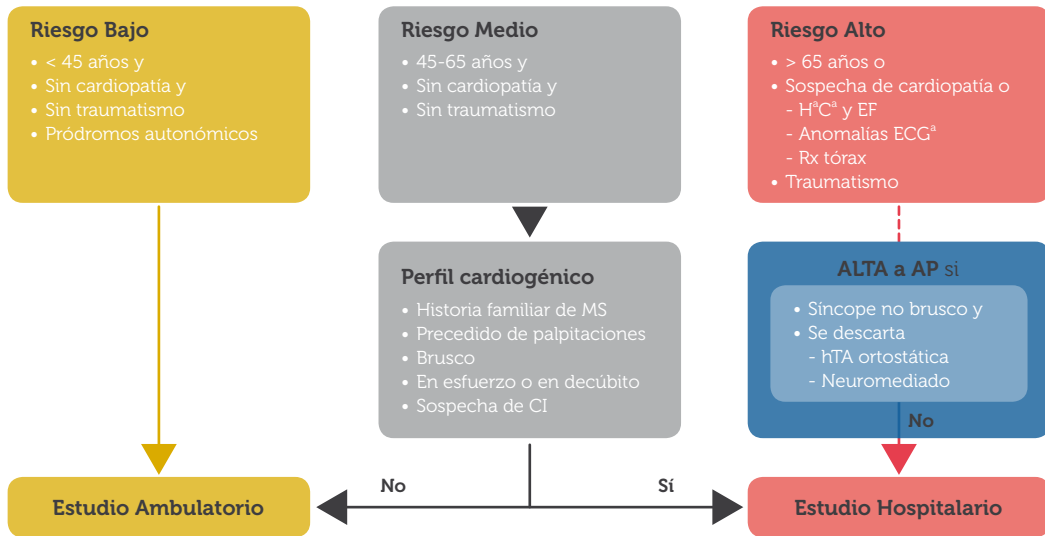 Riesgo Bajo
• < 45 años y
• Sin cardiopatía y
• Sin traumatismo
• Pródromos autonómicos
Riesgo Medio
• 45-65 años y
• Sin cardiopatía y
• Sin traumatismo
Riesgo Alto
• > 65 años o
• Sospecha de cardiopatía o
- HªCª y EF
- Anomalías ECGª
- Rx tórax
• Traumatismo
Perfil cardiogénico
• Historia familiar de MS
• Precedido de palpitaciones
• Brusco
• En esfuerzo o en decúbito
• Sospecha de CI
ALTA a AP si
• Síncope no brusco y
• Se descarta
- hTA ortostática
- Neuromediado
No
No
Sí
Estudio Ambulatorio
Estudio Hospitalario